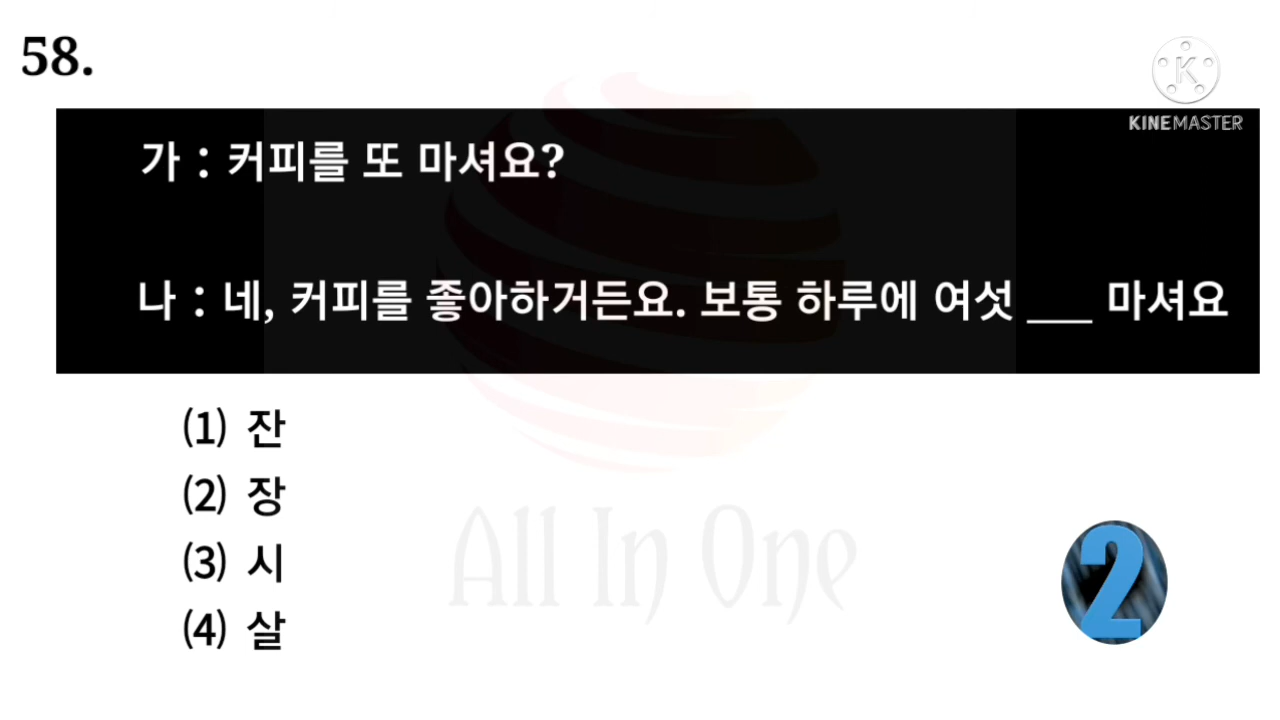 58.
KINEMASTER
가 : 커피를 또 마셔요?
나 : 네, 커피를 좋아하거든요. 보통 하루에 여섯 ___ 마셔요
(1) 잔
(2) 장
(3) 시
(4) 살
All In One
2